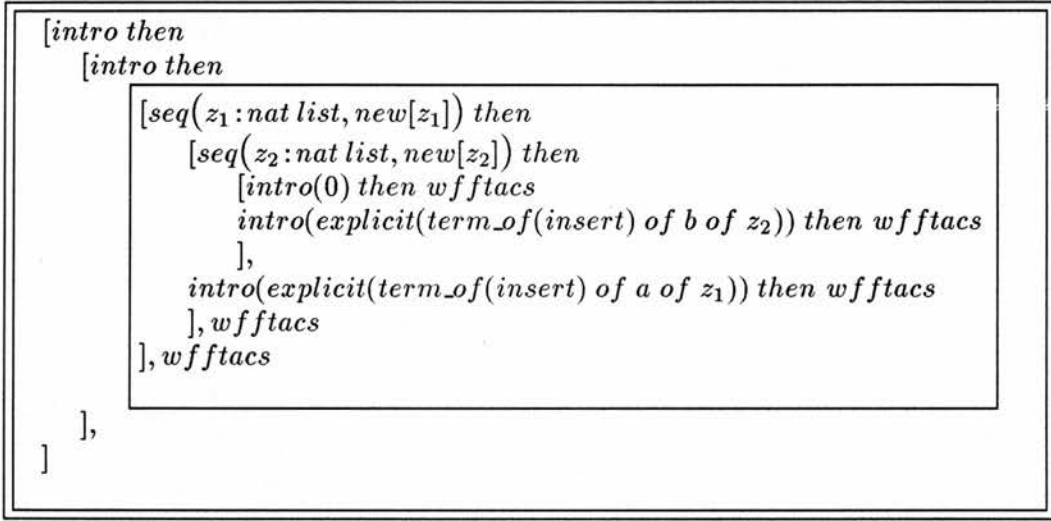 [intro then
[intro then
[seq(z₁:nat list, new[z₁]) then
[seq(z₂:nat list, new[z₂]) then
[intro(0) then wfftacs
intro(explicit(term_of(insert) of b of z₂)) then wfftacs
],
intro(explicit(term_of(insert) of a of z₁)) then wfftacs
], wfftacs
], wfftacs
],
]